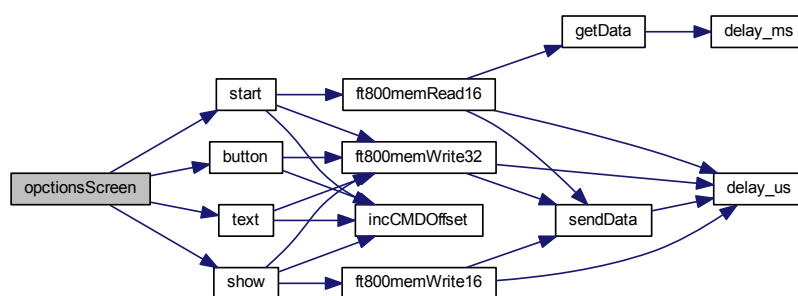 getData
delay_ms
start
ft800memRead16
button
ft800memWrite32
opctionsScreen
delay_us
text
incCMDOffset
sendData
show
ft800memWrite16